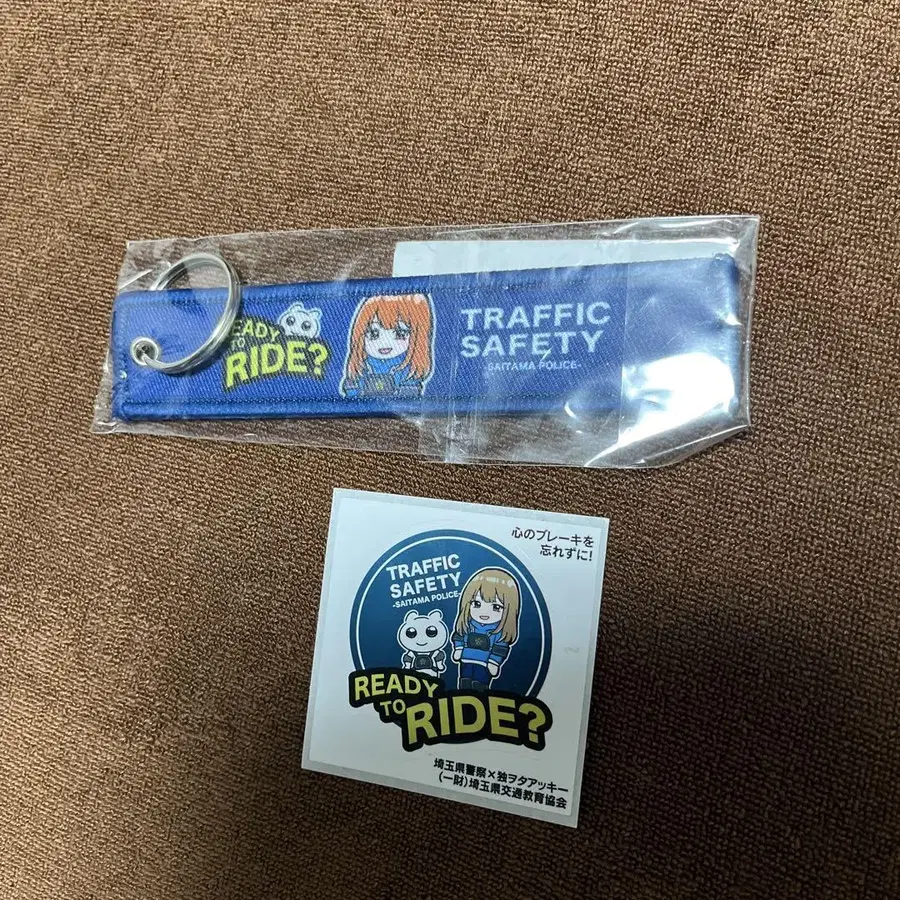 READY
TO
RIDE?
TRAFFIC
SAFETY
-SAITAMA POLICE-
心のブレーキを
忘れずに!
TRAFFIC
SAFETY
-SAITAMA POLICE-
READY
TO
RIDE?
埼玉県警察×独ヲタアッキー
(一財)埼玉県交通教育協会